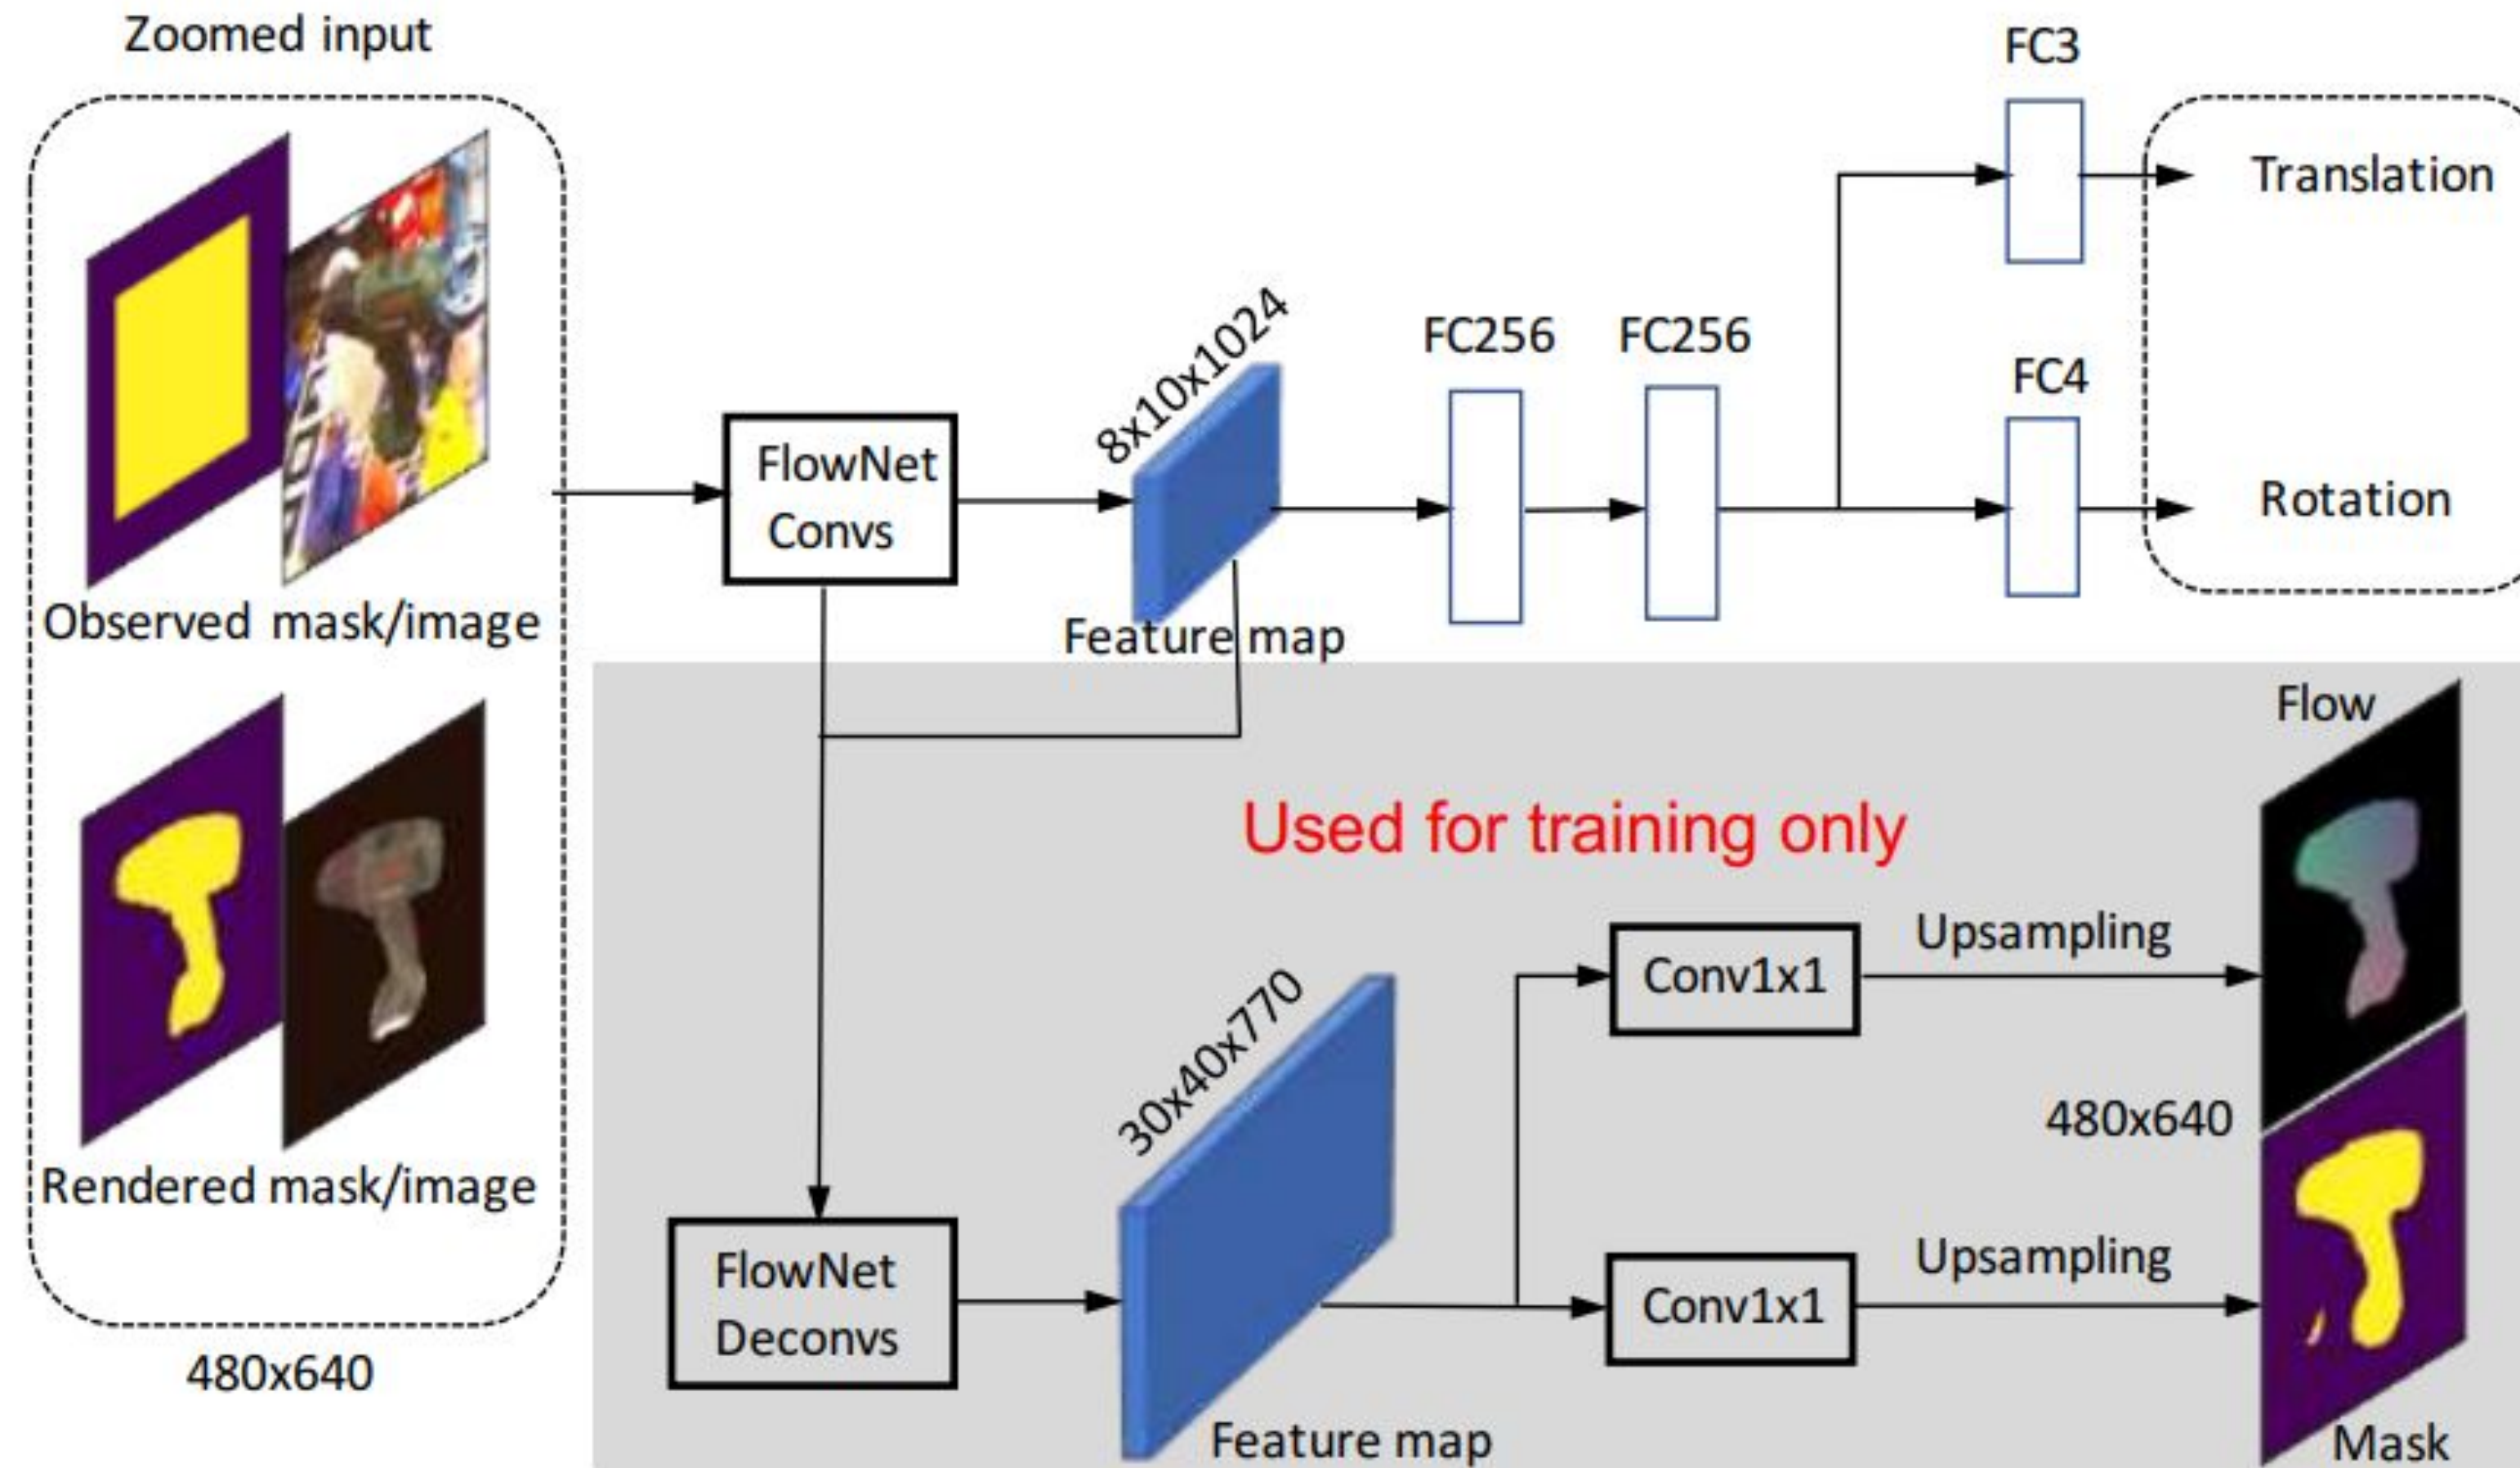 Zoomed input
Observed mask/image
Rendered mask/image
480x640
FlowNet
Convs
8x10x1024
Feature map
FC256
FC256
FC3
FC4
Translation
Rotation
Used for training only
FlowNet
Deconvs
30x40x770
Feature map
Conv1x1
Upsampling
Conv1x1
Upsampling
Flow
480x640
Mask